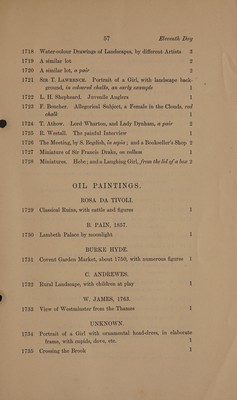 57 Eleventh Day
1718 Water-colour Drawings of Landscapes, by different Artists 3
1719 A similar lot 2
1720 A similar lot, a pair 2
1721 Sir T. Lawrence. Portrait of a Girl, with landscape back-
ground, in coloured chalks, an early example 1
1722 L. H. Shepheard. Juvenile Anglers 1
1723 F. Boucher. Allegorical Subject, a Female in the Clouds, red
chalk 1
1724 T. Athow. Lord Wharton, and Lady Dynham, a pair 2
1725 R. Westall. The painful Interview 1
1726 The Meeting, by S. English, in sepia; and a Bookseller's Shop 2
1727 Miniature of Sir Francis Drake, on vellum 1
1728 Miniatures. Hebe; and a Laughing Girl, from the lid of a box 2
OIL PAINTINGS.
ROSA DA TIVOLI.
1729 Classical Ruins, with cattle and figures 1
R. PAIN, 1857.
1730 Lambeth Palace by moonlight 1
BURKE HYDE.
1731 Covent Garden Market, about 1750, with numerous figures 1
C. ANDREWES.
1732 Rural Landscape, with children at play 1
W. JAMES, 1762.
1733 View of Westminster from the Thames 1
UNKNOWN.
1734 Portrait of a Girl with ornamental head-dress, in elaborate
frame, with cupids, dove, etc. 1
1735 Crossing the Brook 1